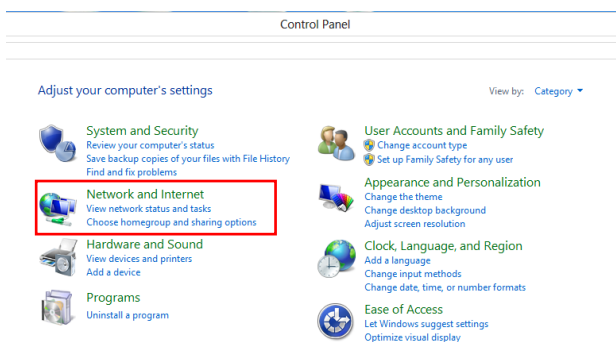 Control Panel
Adjust your computer's settings
View by: Category
System and Security
Review your computer's status
Save backup copies of your files with File History
Find and fix problems
Network and Internet
View network status and tasks
Choose homegroup and sharing options
Hardware and Sound
View devices and printers
Add a device
Programs
Uninstall a program
User Accounts and Family Safety
Change account type
Set up Family Safety for any user
Appearance and Personalization
Change the theme
Change desktop background
Adjust screen resolution
Clock, Language, and Region
Add a language
Change input methods
Change date, time, or number formats
Ease of Access
Let Windows suggest settings
Optimize visual display